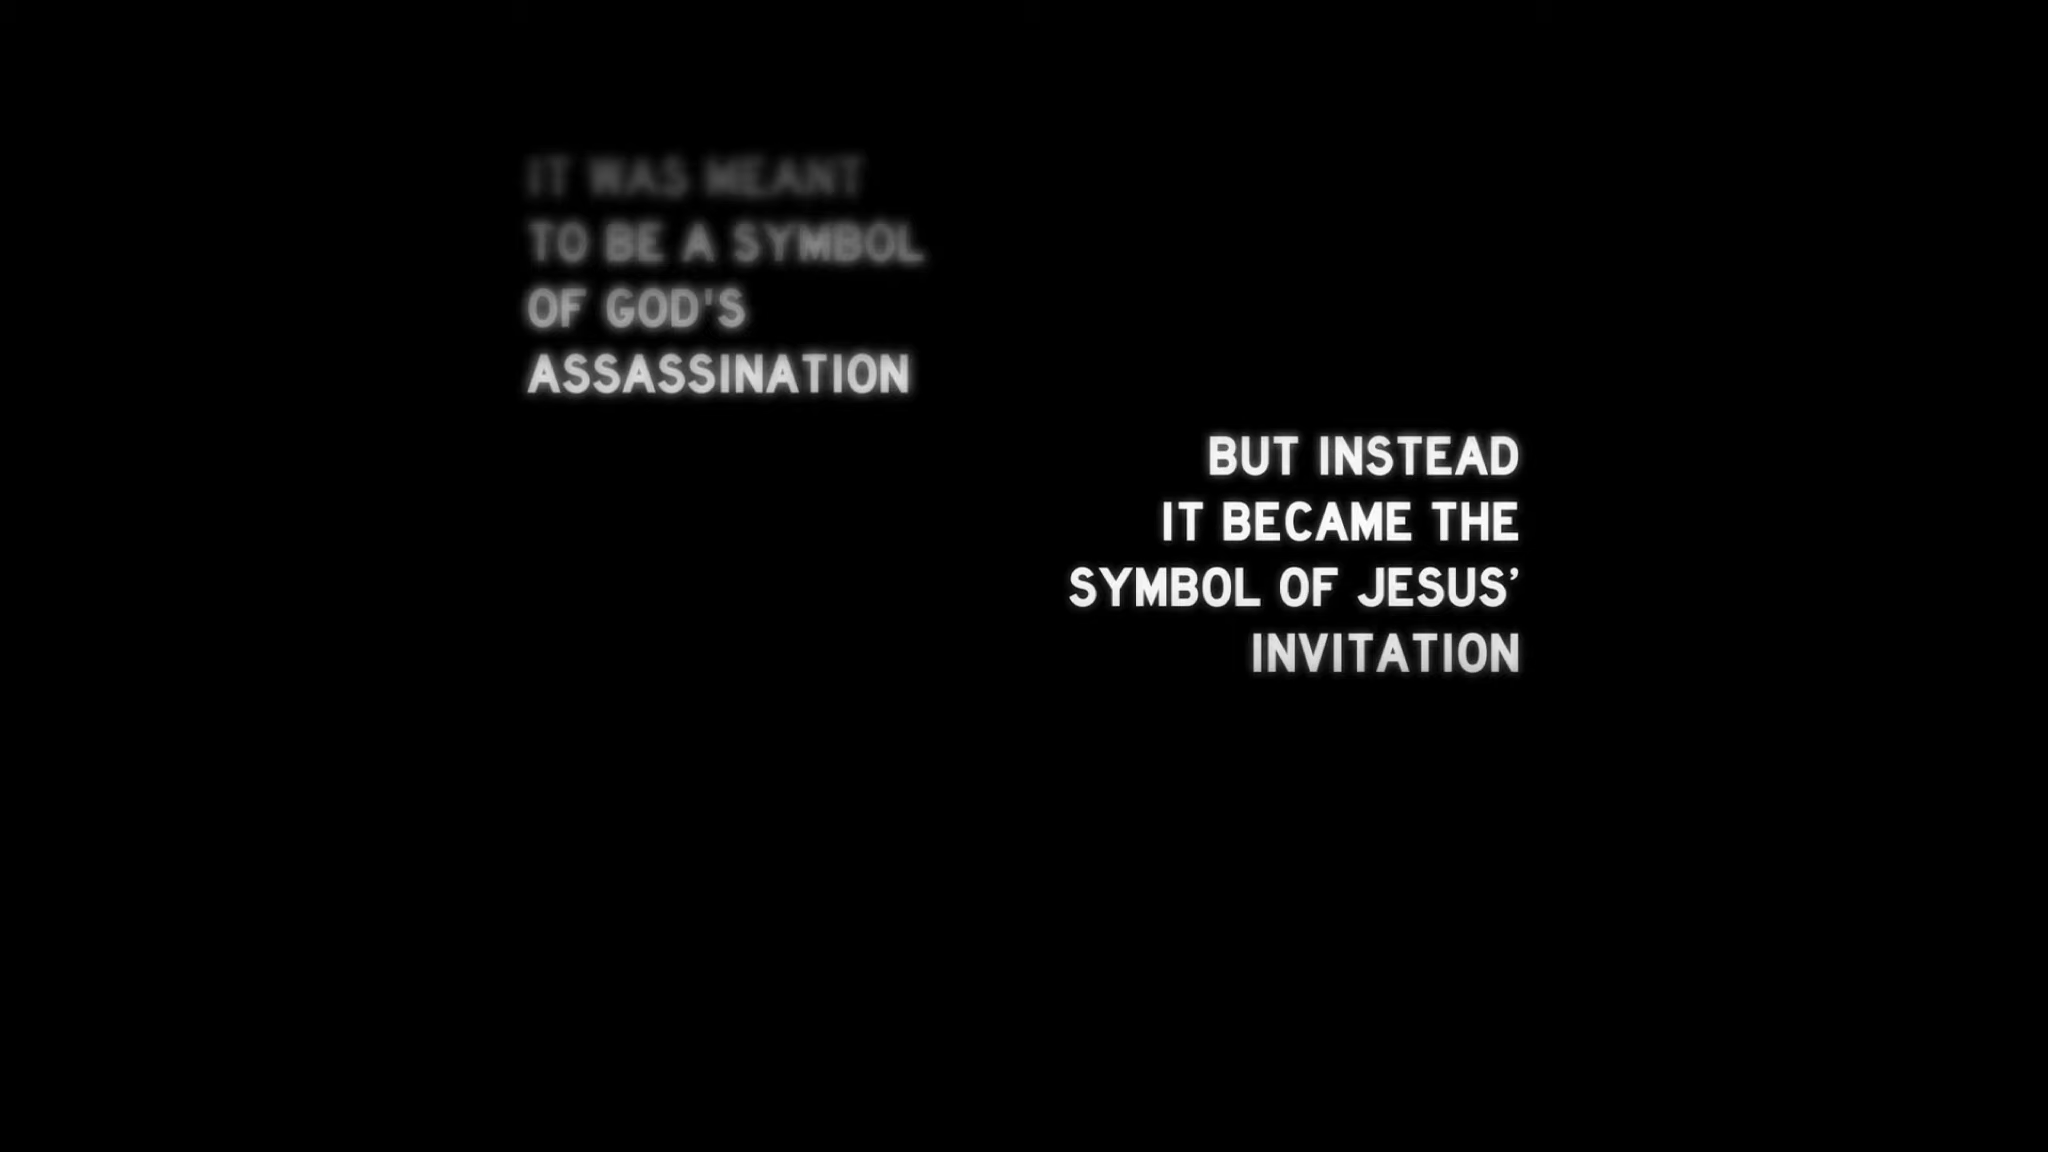 IT WAS MEANT
TO BE A SYMBOL
OF GOD'S
ASSASSINATION
BUT INSTEAD
IT BECAME THE
SYMBOL OF JESUS’
INVITATION